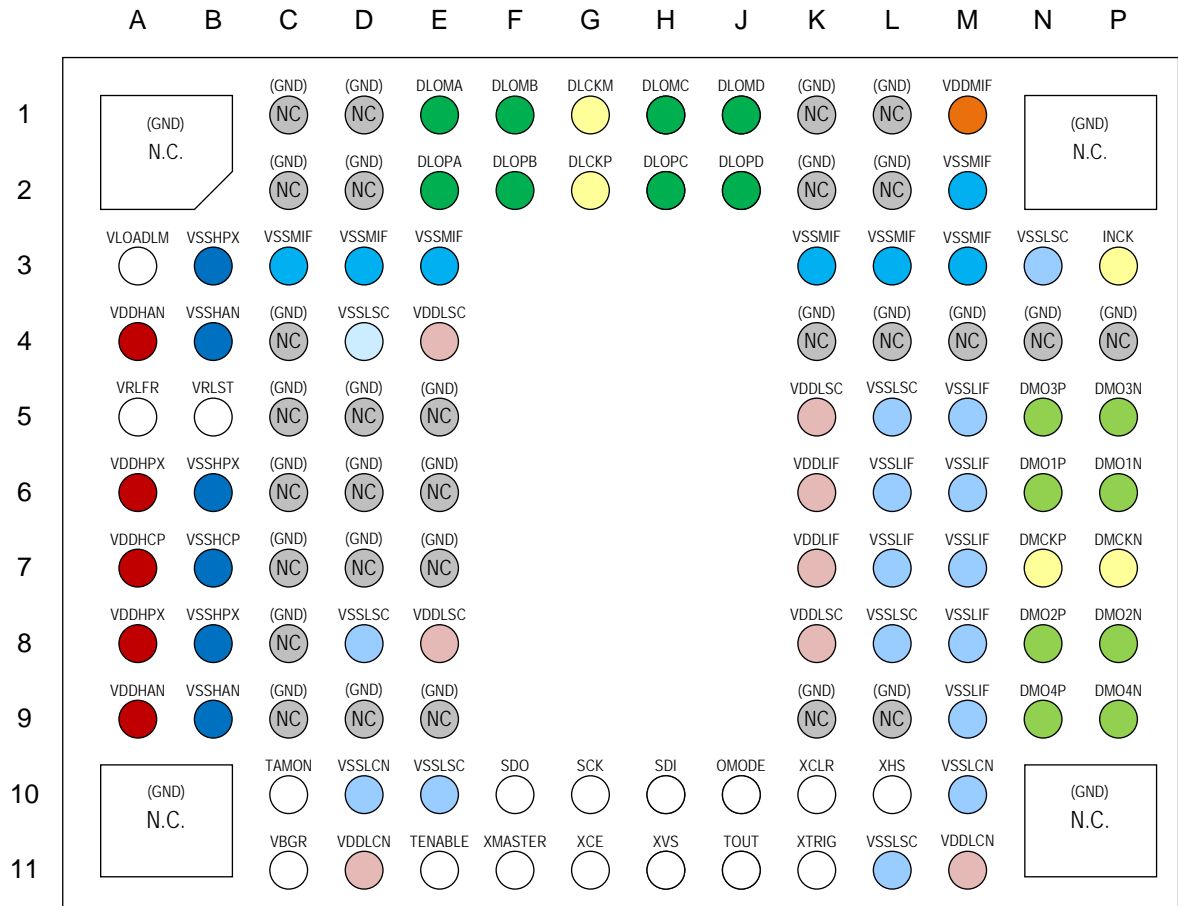 A B C D E F G H J K L M N P
(GND) (GND) DLOMA DLOMB DLCKM DLOMC DLOMD (GND) (GND) VDDMIF
1 (GND) N.C. NC NC NC NC (GND) N.C.
(GND) (GND) DLOPA DLOPB DLCKP DLOPC DLOPD (GND) (GND) VSSMIF
2 NC NC NC NC
VLOADLM VSSHPX VSSMIF VSSMIF VSSMIF VSSMIF VSSMIF VSSMIF VSSLSC INCK
3
VDDHAN VSSHAN (GND) VSSLSC VDDLSC (GND) (GND) (GND) (GND) (GND)
4 NC NC NC NC NC NC
VRLFR VRLST (GND) (GND) (GND) VDDLSC VSSLSC VSSLIF DMO3P DMO3N
5 NC NC NC
VDDHPX VSSHPX (GND) (GND) (GND) VDDLIF VSSLIF VSSLIF DMO1P DMO1N
6 NC NC NC
VDDHCP VSSHCP (GND) (GND) (GND) VDDLIF VSSLIF VSSLIF DMCKP DMCKN
7 NC NC NC
VDDHPX VSSHPX (GND) VSSLSC VDDLSC VDDLSC VSSLSC VSSLIF DMO2P DMO2N
8 NC
VDDHAN VSSHAN (GND) (GND) (GND) (GND) (GND) VSSLIF DMO4P DMO4N
9 NC NC NC NC NC
TAMON VSSLCN VSSLSC SDO SCK SDI OMODE XCLR XHS VSSLCN
10 (GND) N.C. (GND) N.C.
VBGR VDDLCN TENABLE XMASTER XCE XVS TOUT XTRIG VSSLSC VDDLCN
11